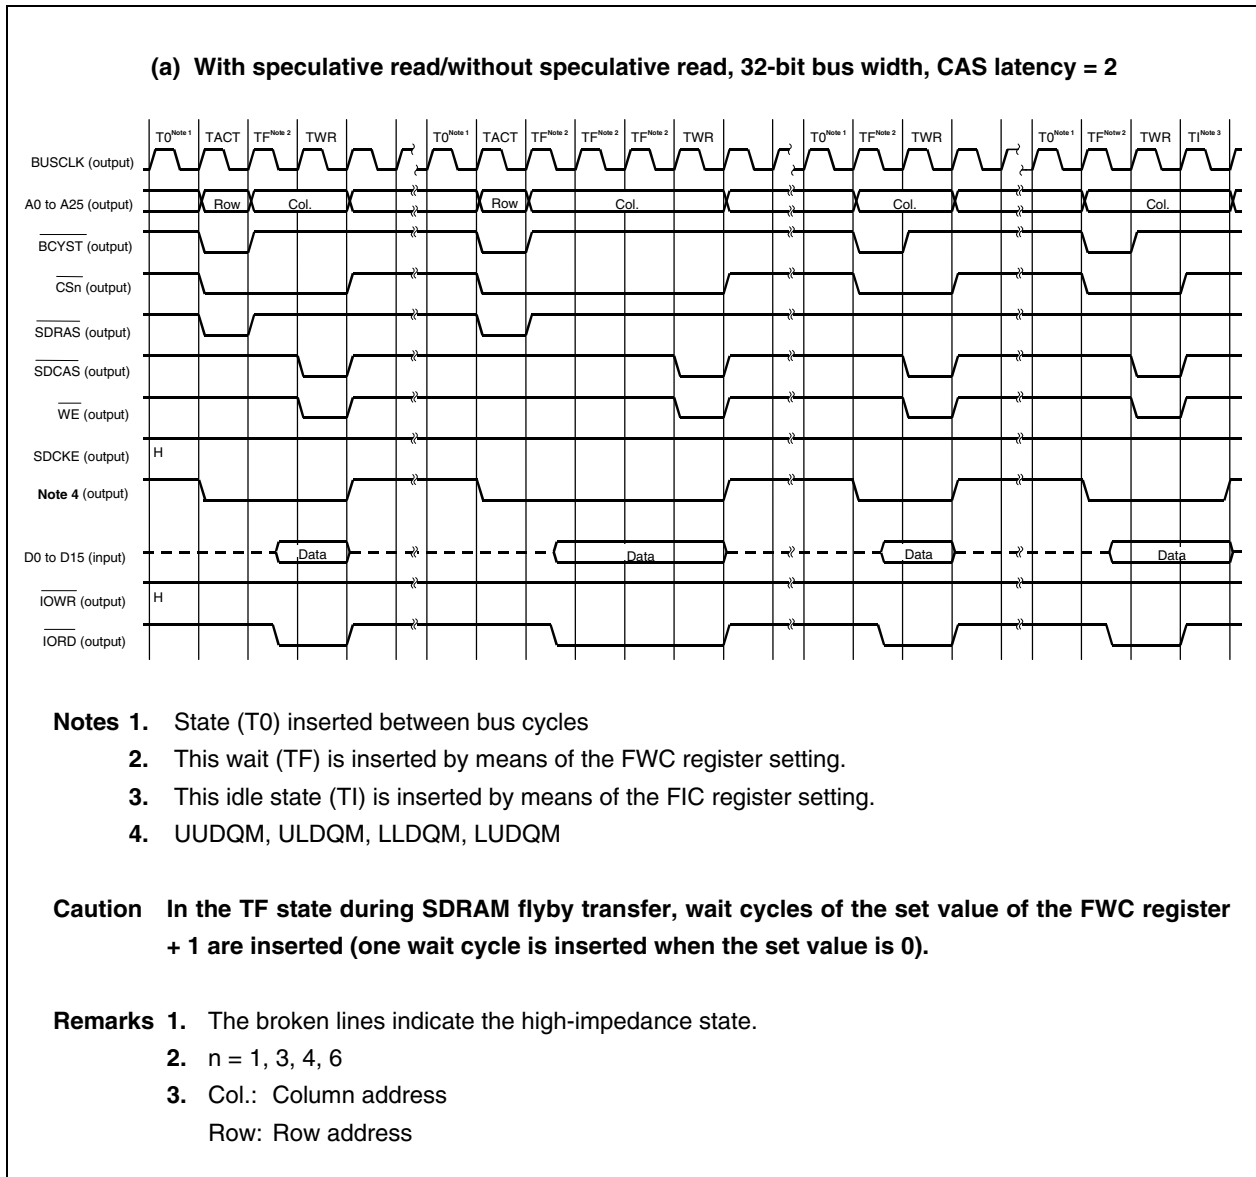 (a) With speculative read/without speculative read, 32-bit bus width, CAS latency = 2
T0Note 1 TACT TFNote 2 TWR T0Note 1 TACT TFNote 2 TFNote 2 TFNote 2 TWR T0Note 1 TFNote 2 TWR T0Note 1 TFNotw 2 TWR TINote 3
BUSCLK (output)
A0 to A25 (output) Row Col. Row Col. Col. Col.
BCYST (output)
CSn (output)
SDRAS (output)
SDCAS (output)
WE (output)
SDCKE (output) H
Note 4 (output)
D0 to D15 (input) Data Data Data Data
IOWR (output) H
IORD (output)
Notes 1. State (T0) inserted between bus cycles
2. This wait (TF) is inserted by means of the FWC register setting.
3. This idle state (TI) is inserted by means of the FIC register setting.
4. UUDQM, ULDQM, LLDQM, LUDQM
Caution In the TF state during SDRAM flyby transfer, wait cycles of the set value of the FWC register
+ 1 are inserted (one wait cycle is inserted when the set value is 0).
Remarks 1. The broken lines indicate the high-impedance state.
2. n = 1, 3, 4, 6
3. Col.: Column address
Row: Row address